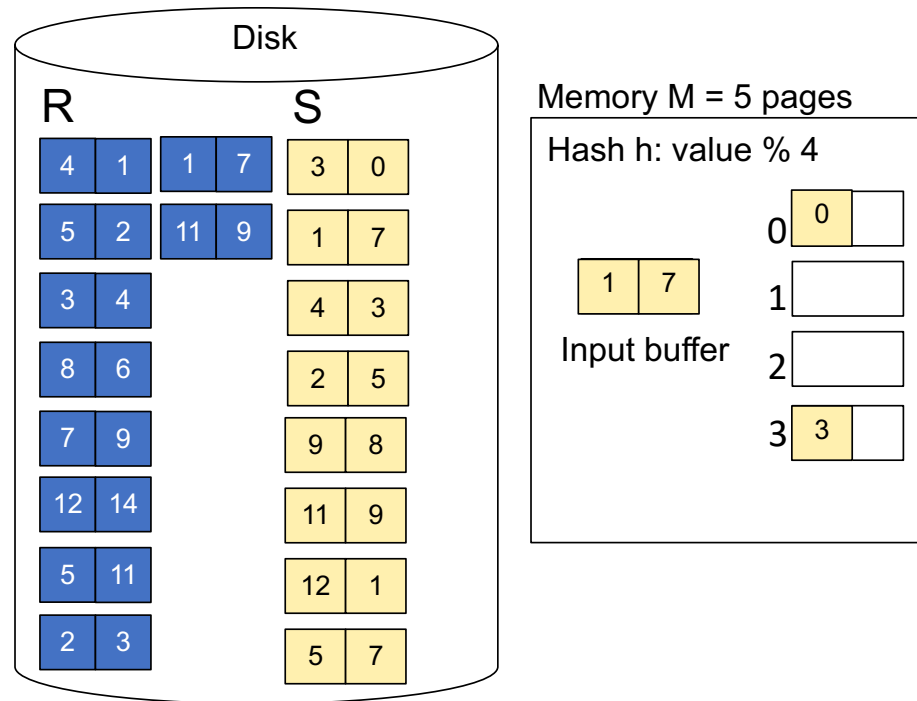 Disk
R S
4 1 1 7 3 0
5 2 11 9 1 7
3 4 4 3
8 6 2 5
7 9 9 8
12 14 11 9
5 11 12 1
2 3 5 7
Memory M = 5 pages
Hash h: value % 4
0 0
1 7
1
Input buffer
2
3 3